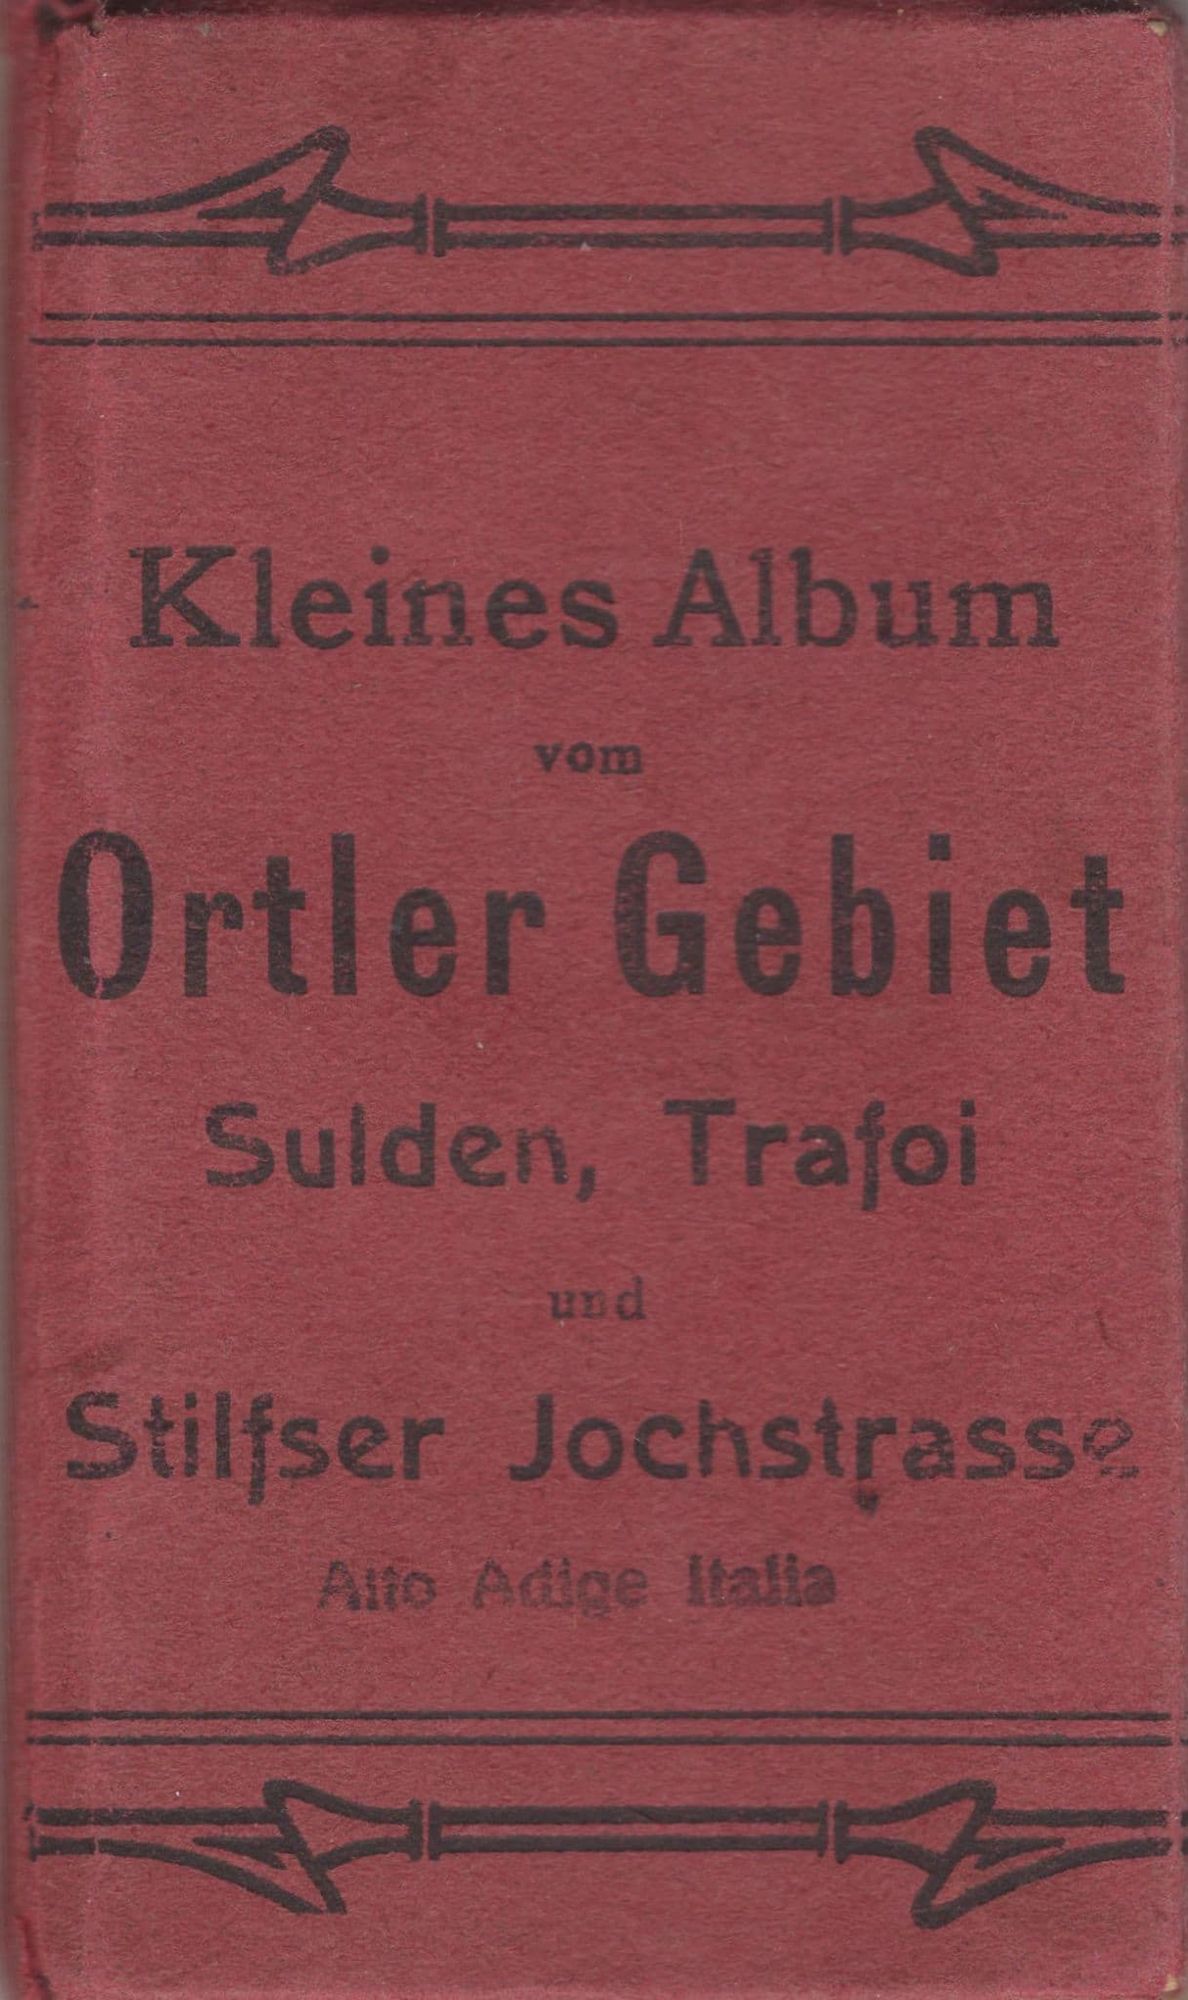 Kleines Album
vom
Ortler Gebiet
Sulden, Trafoi
und
Stilfser Jochstrasse
Alto Adige Italia